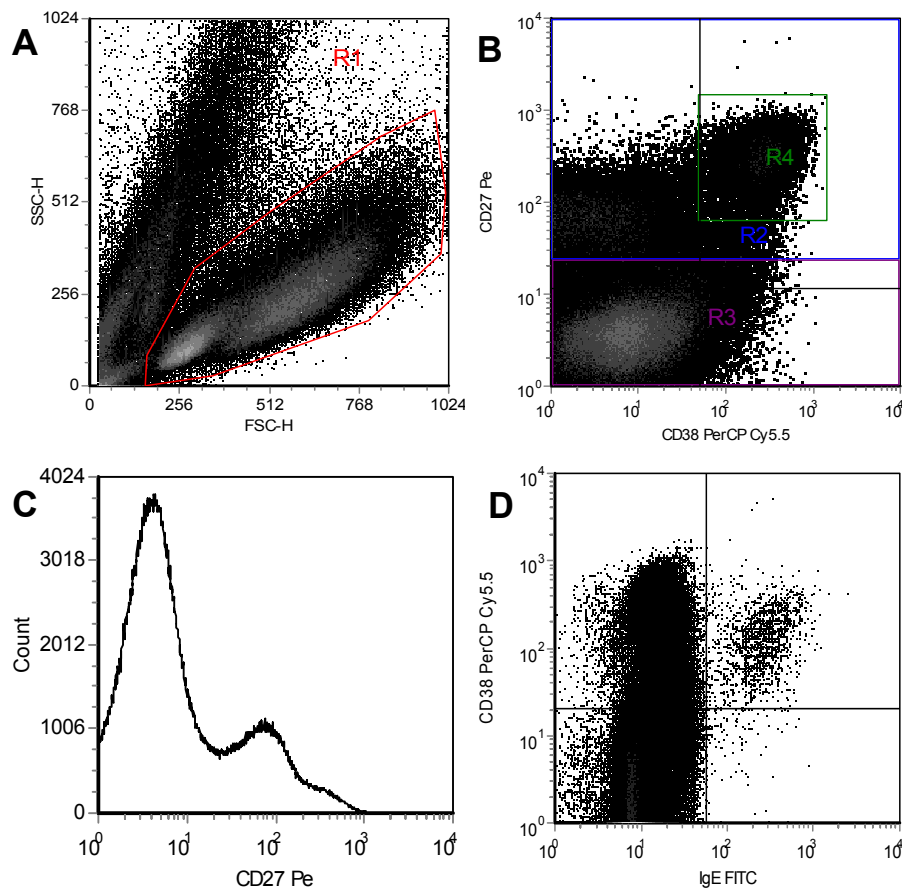 A
1024
768
512
256
0
SSC-H
R1
0 256 512 768 1024
FSC-H
B
10^4
10^3
10^2
10^1
10^0
CD27 Pe
R4
R2
R3
10^0 10^1 10^2 10^3 10^4
CD38 PerCP Cy5.5
C
4024
3018
2012
1006
0
Count
10^0 10^1 10^2 10^3 10^4
CD27 Pe
D
10^4
10^3
10^2
10^1
10^0
CD38 PerCP Cy5.5
10^0 10^1 10^2 10^3 10^4
IgE FITC